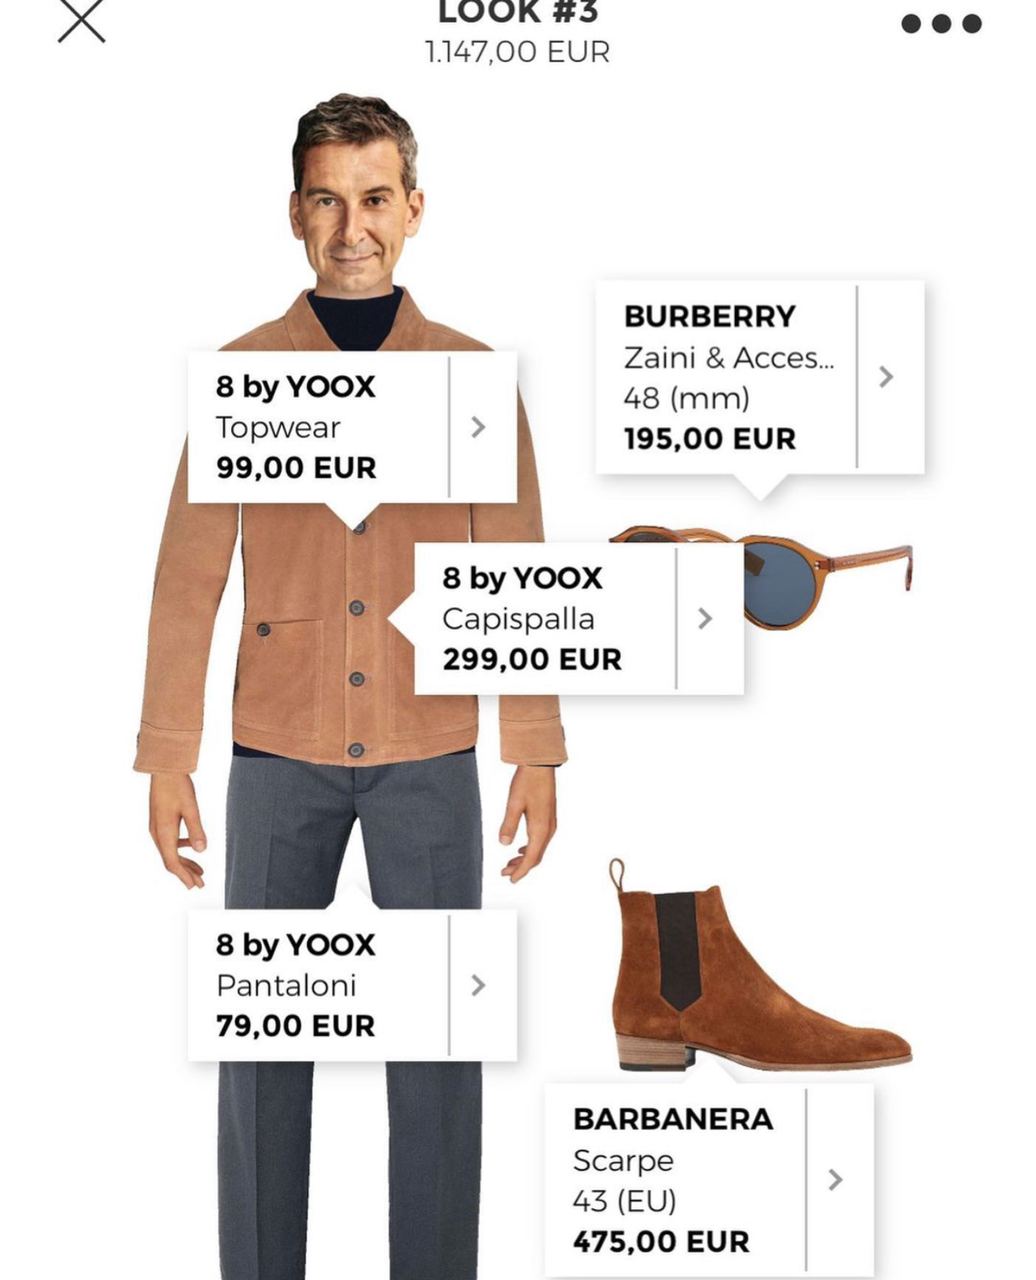 LOOK #3
1.147,00 EUR
BURBERRY
Zaini & Acces...
48 (mm)
195,00 EUR
8 by YOOX
Topwear
99,00 EUR
8 by YOOX
Capispalla
299,00 EUR
8 by YOOX
Pantaloni
79,00 EUR
BARBANERA
Scarpe
43 (EU)
475,00 EUR